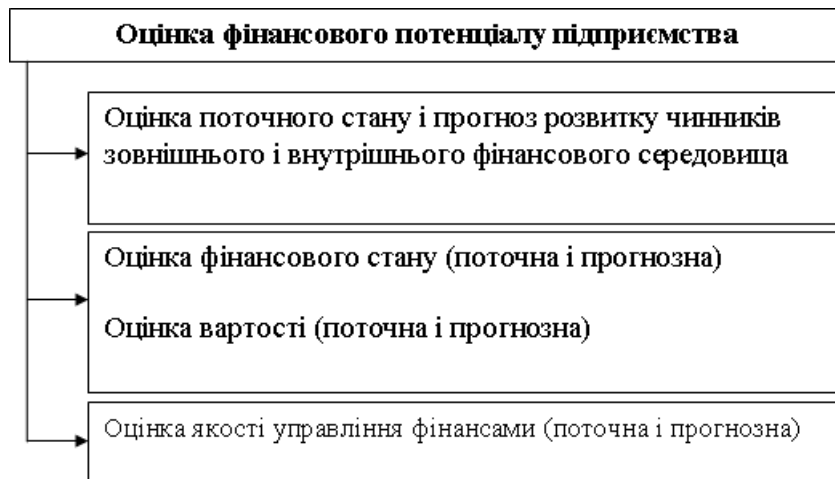 Оцінка фінансового потенціалу підприємства
Оцінка поточного стану і прогноз розвитку чинників
зовнішнього і внутрішнього фінансового середовища
Оцінка фінансового стану (поточна і прогнозна)
Оцінка вартості (поточна і прогнозна)
Оцінка якості управління фінансами (поточна і прогнозна)